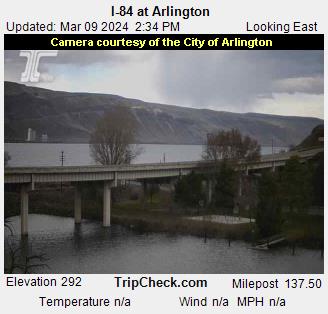 I-84 at Arlington
Updated: Mar 09 2024 2:34 PM Looking East
Camera courtesy of the City of Arlington
Elevation 292 TripCheck.com Milepost 137.50
Temperature n/a Wind n/a MPH n/a